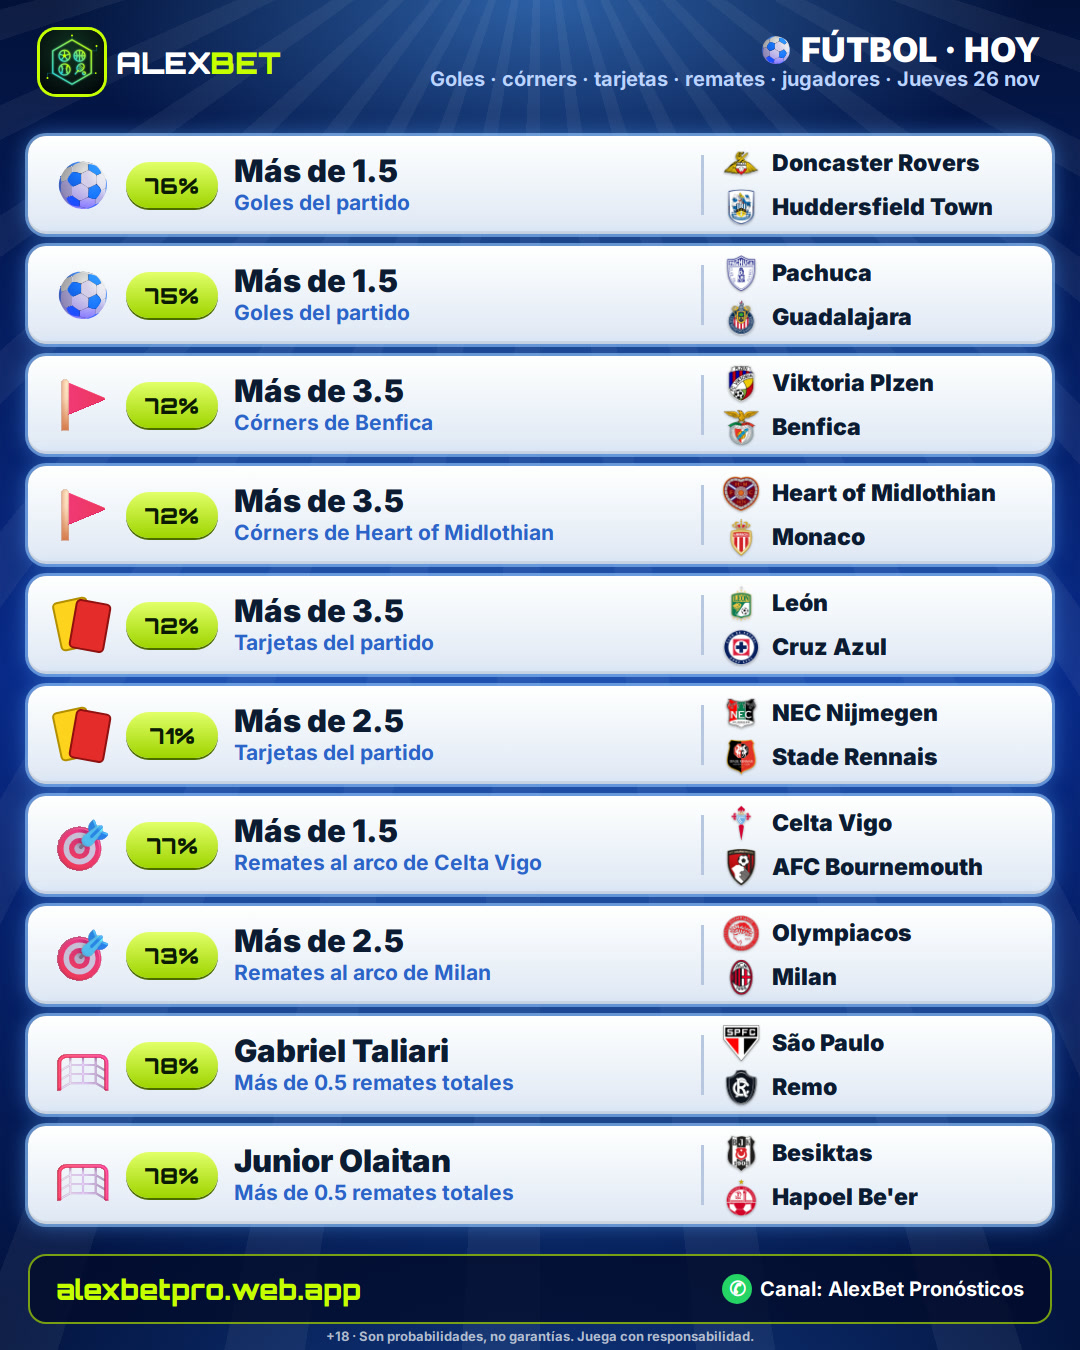 ALEXBET
FÚTBOL · HOY
Goles · córners · tarjetas · remates · jugadores · Jueves 26 nov
76%
Más de 1.5
Goles del partido
Doncaster Rovers
Huddersfield Town
75%
Más de 1.5
Goles del partido
Pachuca
Guadalajara
72%
Más de 3.5
Córners de Benfica
Viktoria Plzen
Benfica
72%
Más de 3.5
Córners de Heart of Midlothian
Heart of Midlothian
Monaco
72%
Más de 3.5
Tarjetas del partido
León
Cruz Azul
71%
Más de 2.5
Tarjetas del partido
NEC
NEC Nijmegen
Stade Rennais
77%
Más de 1.5
Remates al arco de Celta Vigo
Celta Vigo
AFC Bournemouth
73%
Más de 2.5
Remates al arco de Milan
Olympiacos
Milan
78%
Gabriel Taliari
Más de 0.5 remates totales
SPFC
São Paulo
Remo
78%
Junior Olaitan
Más de 0.5 remates totales
Besiktas
Hapoel Be'er
alexbetpro.web.app
Canal: AlexBet Pronósticos
+18 · Son probabilidades, no garantías. Juega con responsabilidad.